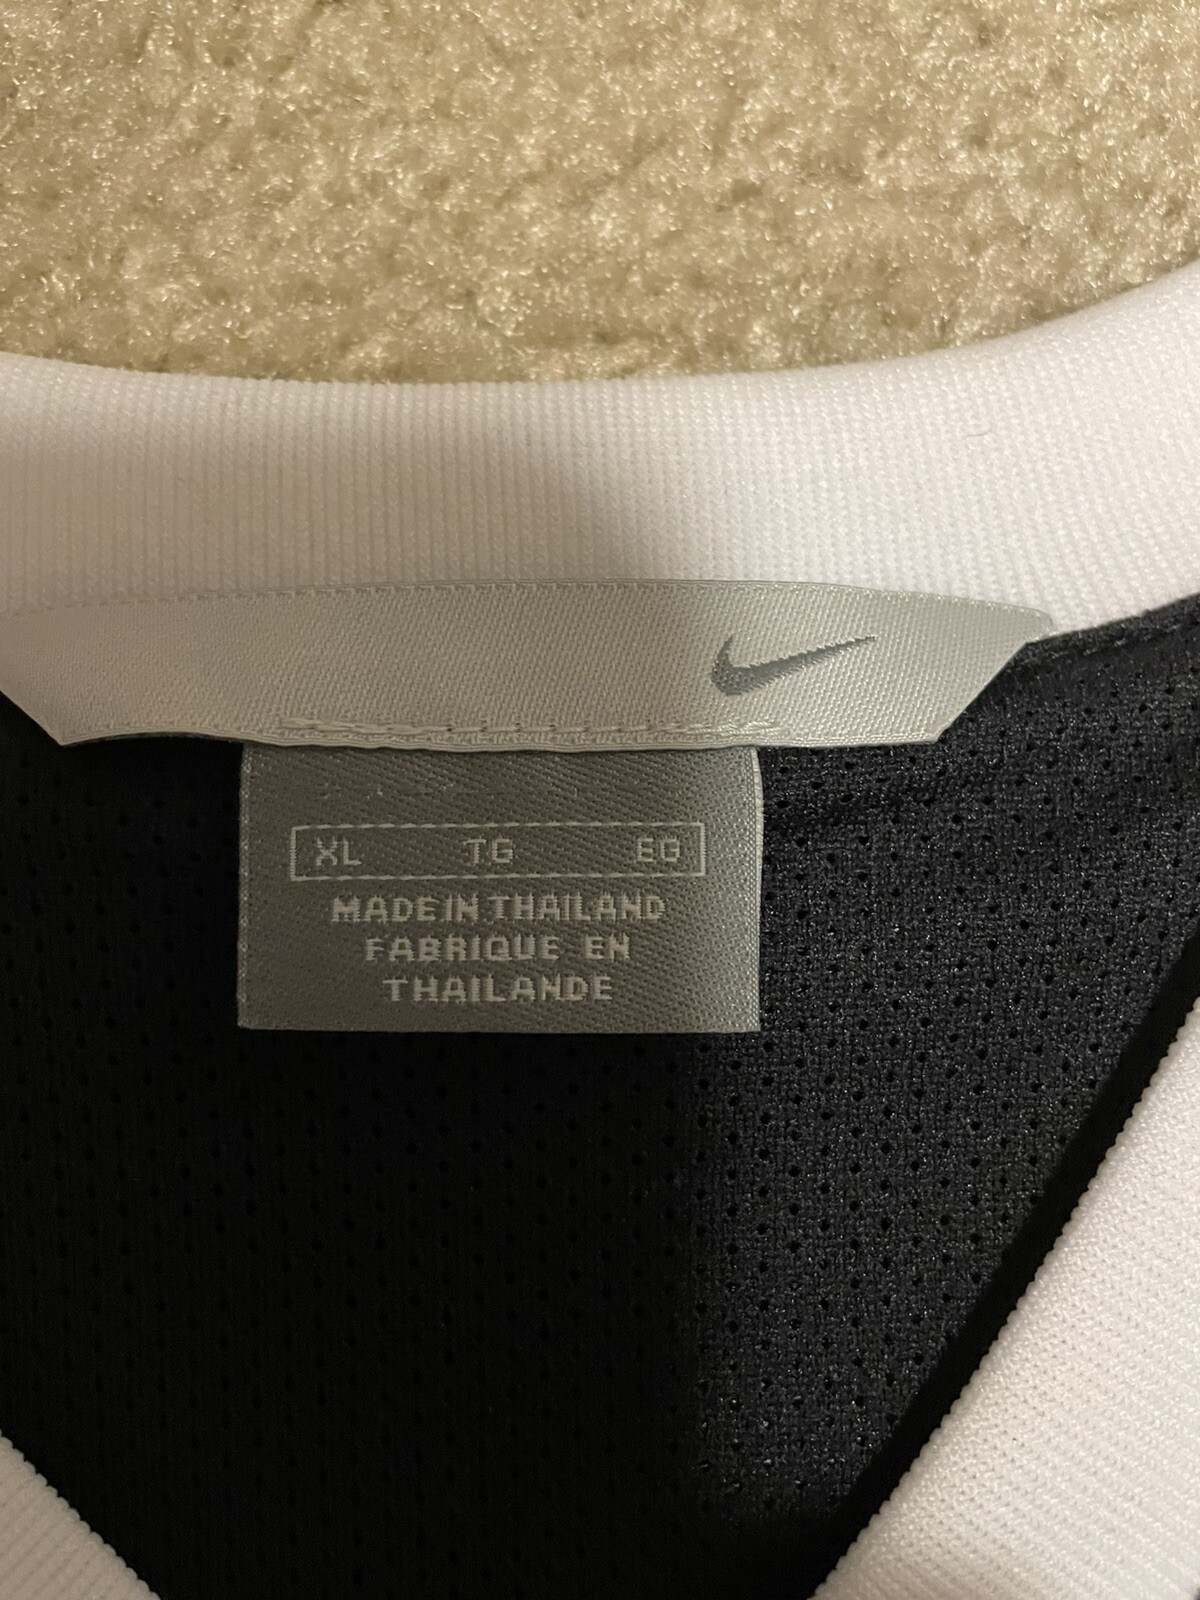 XL TG EG
MADE IN THAILAND
FABRIQUE EN
THAILANDE